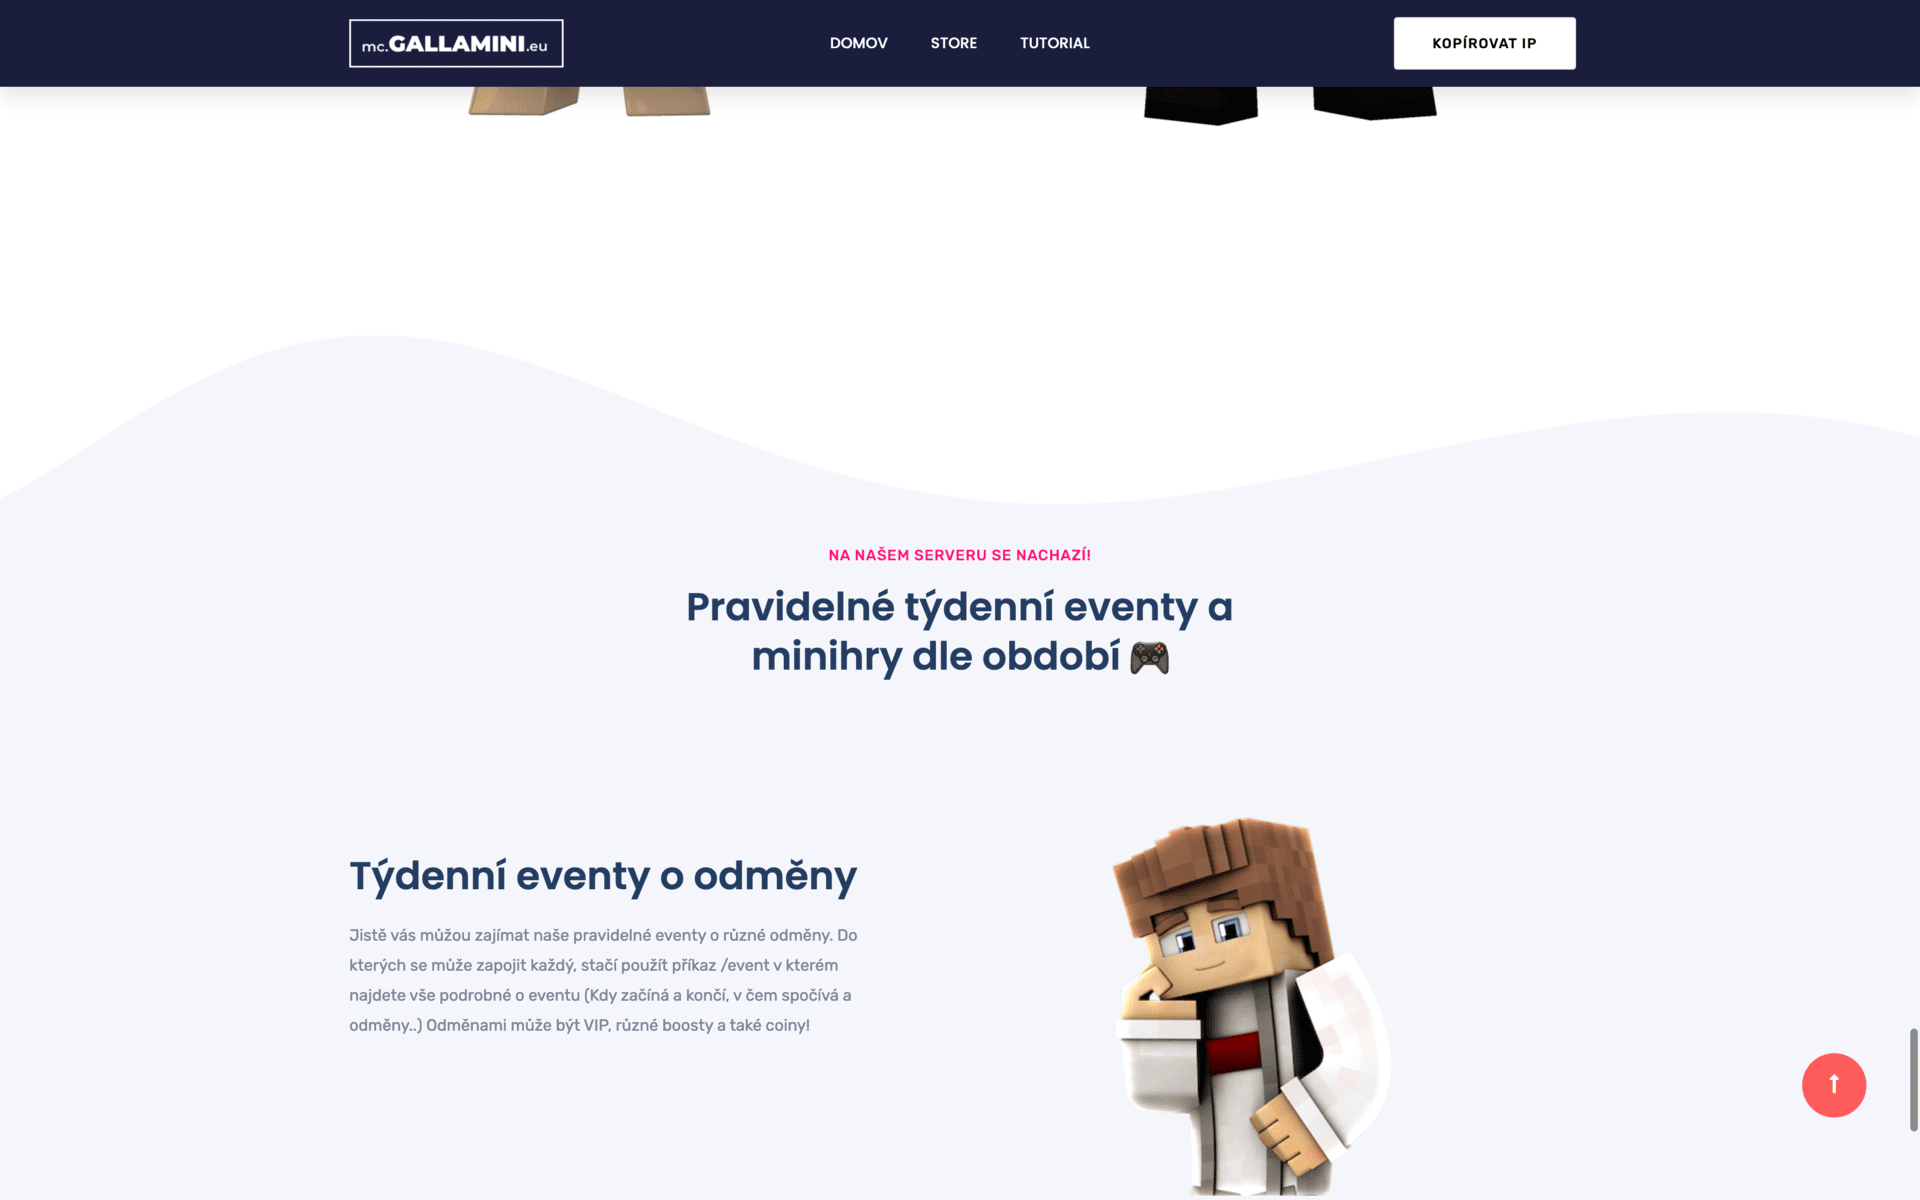 mc.GALLAMINI.eu
DOMOV
STORE
TUTORIAL
KOPÍROVAT IP
NA NAŠEM SERVERU SE NACHAZÍ!
Pravidelné týdenní eventy a
minihry dle období 🎮
Týdenní eventy o odměny
Jistě vás můžou zajímat naše pravidelné eventy o různé odměny. Do
kterých se může zapojit každý, stačí použít příkaz /event v kterém
najdete vše podrobné o eventu (Kdy začíná a končí, v čem spočívá a
odměny..) Odměnami může být VIP, různé boosty a také coiny!